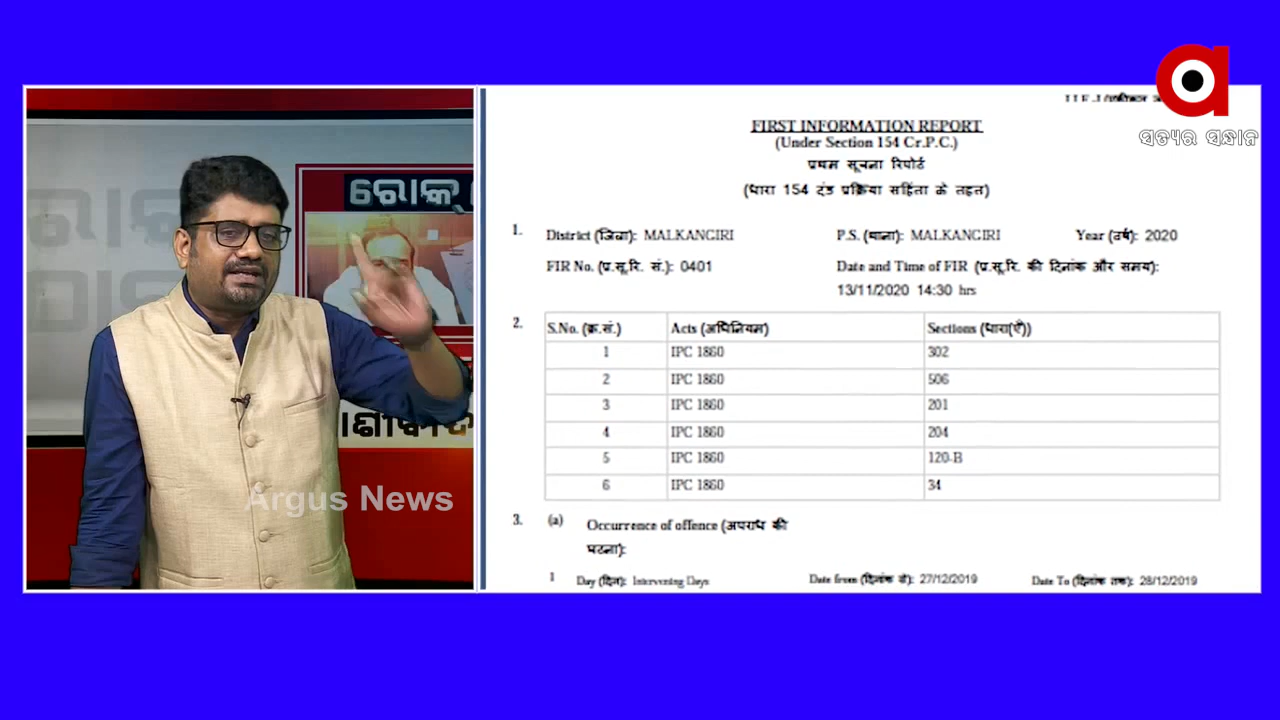 ସତ୍ୟର ସନ୍ଧାନ
ରୋକ୍
Argus News
FIRST INFORMATION REPORT
(Under Section 154 Cr.P.C.)
प्रथम सूचना रिपोर्ट
(धारा 154 दंड प्रक्रिया संहिता के तहत)
1. District (जिला): MALKANGIRI P.S. (थाना): MALKANGIRI Year (वर्ष): 2020
FIR No. (प्र.सू.रि. सं.): 0401 Date and Time of FIR (प्र.सू.रि. की दिनांक और समय):
13/11/2020 14:30 hrs
2. S.No. (क्र.सं.) Acts (अधिनियम) Sections (धारा(एँ))
1 IPC 1860 302
2 IPC 1860 506
3 IPC 1860 201
4 IPC 1860 204
5 IPC 1860 120-B
6 IPC 1860 34
3. (a) Occurrence of offence (अपराध की
घटना):
1 Day (दिन): Intervening Days Date from (दिनांक से): 27/12/2019 Date To (दिनांक तक): 28/12/2019